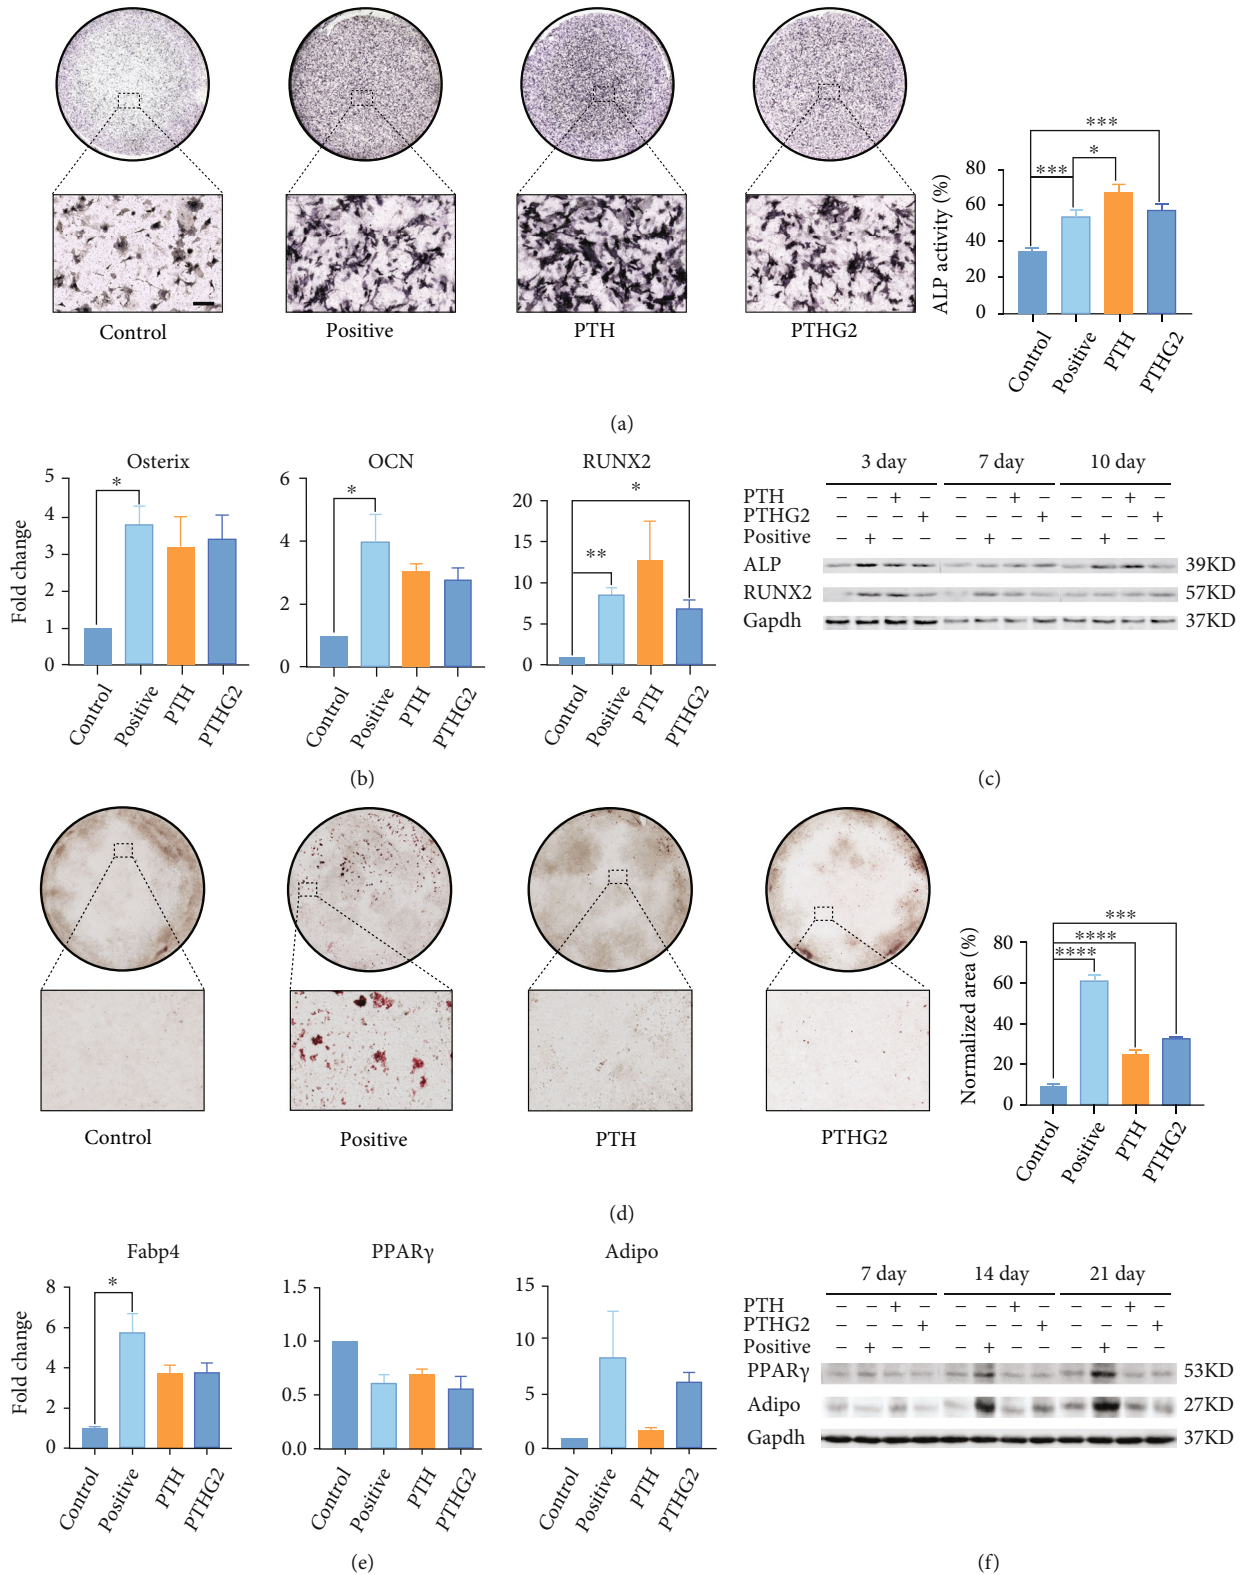 Control
Positive
PTH
PTHG2
ALP activity (%)
80
60
40
20
0
***
*
***
Control
Positive
PTH
PTHG2
(a)
Osterix
Fold change
5
4
3
2
1
0
*
Control
Positive
PTH
PTHG2
OCN
6
4
2
0
*
Control
Positive
PTH
PTHG2
RUNX2
20
15
10
5
0
*
**
Control
Positive
PTH
PTHG2
(b)
3 day 7 day 10 day
PTH − − + − − − + − − − + −
PTHG2 − − − + − − − + − − − +
Positive − + − − − + − − − + − −
ALP 39KD
RUNX2 57KD
Gapdh 37KD
(c)
Control
Positive
PTH
PTHG2
Normalized area (%)
80
60
40
20
0
***
****
****
Control
Positive
PTH
PTHG2
(d)
Fabp4
Fold change
8
6
4
2
0
*
Control
Positive
PTH
PTHG2
PPARγ
1.5
1.0
0.5
0.0
Control
Positive
PTH
PTHG2
Adipo
15
10
5
0
Control
Positive
PTH
PTHG2
(e)
7 day 14 day 21 day
PTH − − + − − − + − − − + −
PTHG2 − − − + − − − + − − − +
Positive − + − − − + − − − + − −
PPARγ 53KD
Adipo 27KD
Gapdh 37KD
(f)